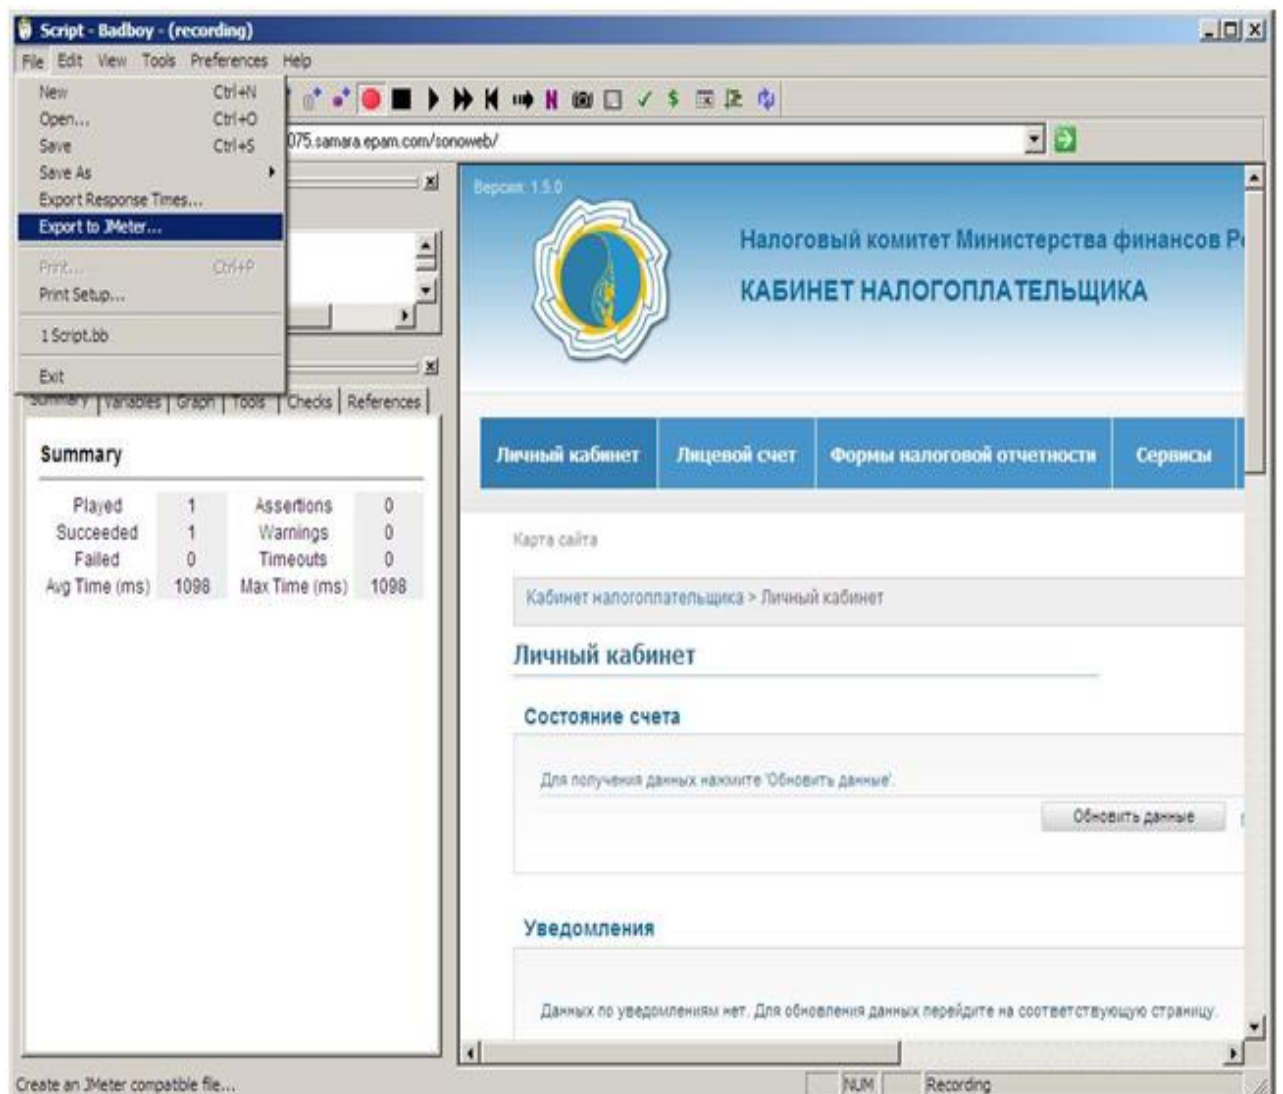 Script - Badboy - (recording)
File Edit View Tools Preferences Help
New Ctrl+N
Open... Ctrl+O
Save Ctrl+S
Save As
Export Response Times...
Export to JMeter...
Print... Ctrl+P
Print Setup...
1 Script.bb
Exit
075.samara.epam.com/sonoweb/
Summary Variables Graph Tools Checks References
Summary
Played 1 Assertions 0
Succeeded 1 Warnings 0
Failed 0 Timeouts 0
Avg Time (ms) 1098 Max Time (ms) 1098
Версия: 1.5.0
Налоговый комитет Министерства финансов Р
КАБИНЕТ НАЛОГОПЛАТЕЛЬЩИКА
Личный кабинет Лицевой счет Формы налоговой отчетности Сервисы
Карта сайта
Кабинет налогоплательщика > Личный кабинет
Личный кабинет
Состояние счета
Для получения данных нажмите 'Обновить данные'.
Обновить данные
Уведомления
Данных по уведомлениям нет. Для обновления данных перейдите на соответствующую страницу.
Create an JMeter compatible file...
NUM Recording